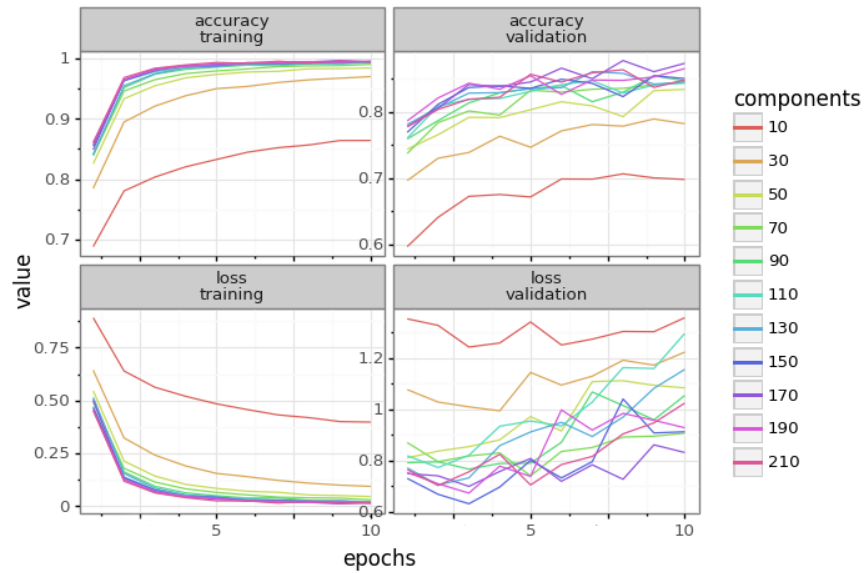 accuracy
training
accuracy
validation
1
0.9
0.8
0.7
0.8
0.7
0.6
loss
training
loss
validation
0.75
0.50
0.25
0
1.2
1
0.8
0.6
5
10
5
10
value
epochs
components
10
30
50
70
90
110
130
150
170
190
210